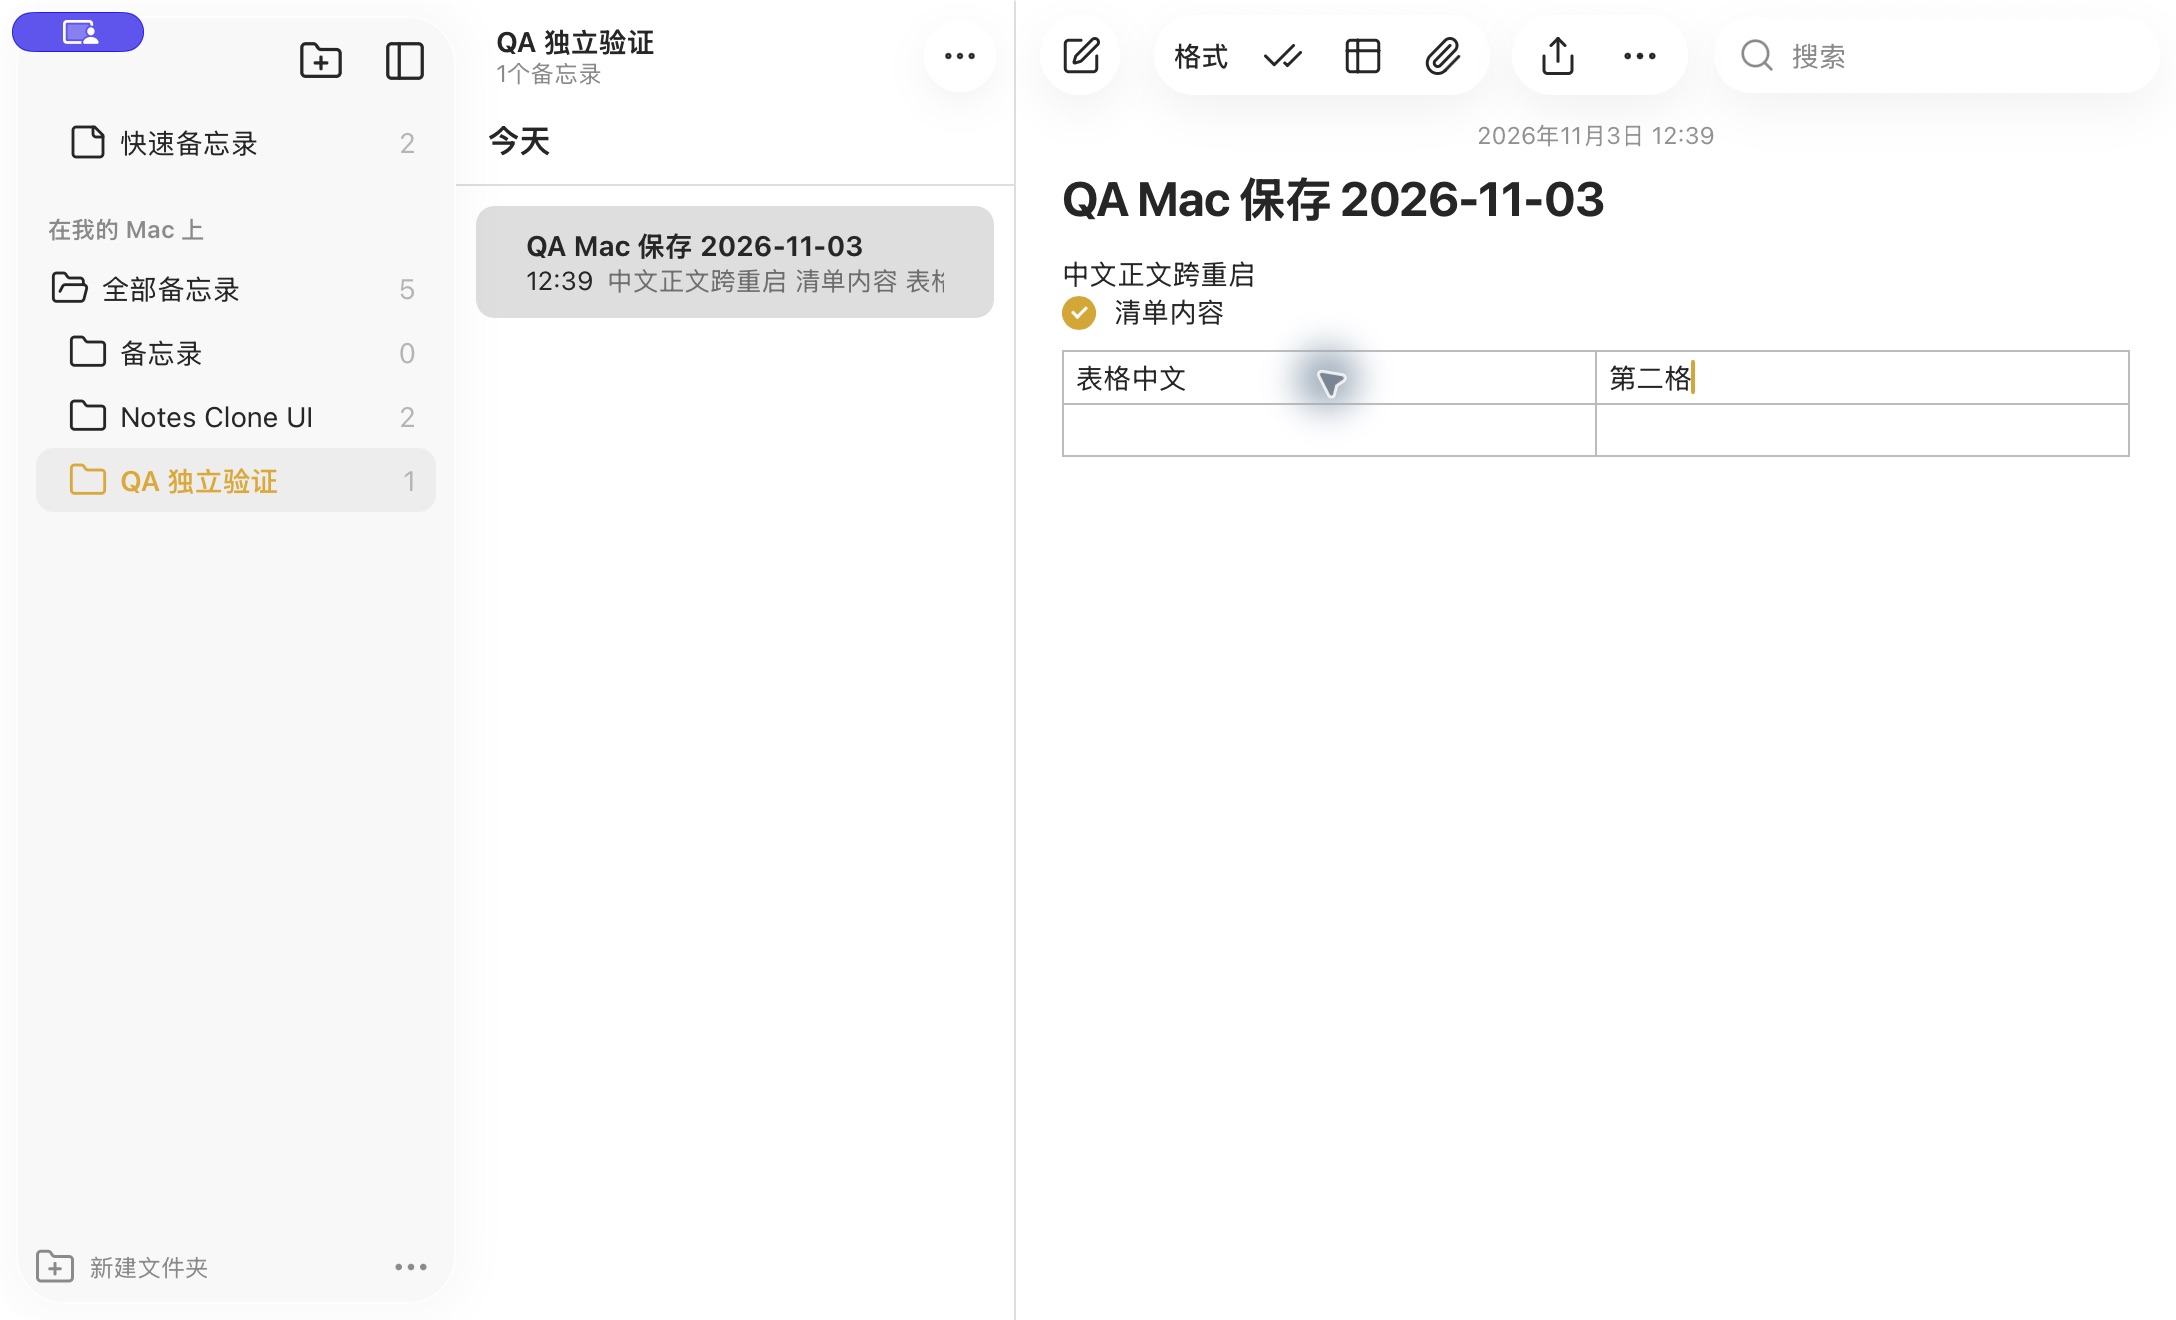 快速备忘录 2
在我的 Mac 上
全部备忘录 5
备忘录 0
Notes Clone UI 2
QA 独立验证 1
新建文件夹
QA 独立验证
1个备忘录
今天
QA Mac 保存 2026-11-03
12:39 中文正文跨重启 清单内容 表
格式
搜索
2026年11月3日 12:39
QA Mac 保存 2026-11-03
中文正文跨重启
清单内容
表格中文 第二格